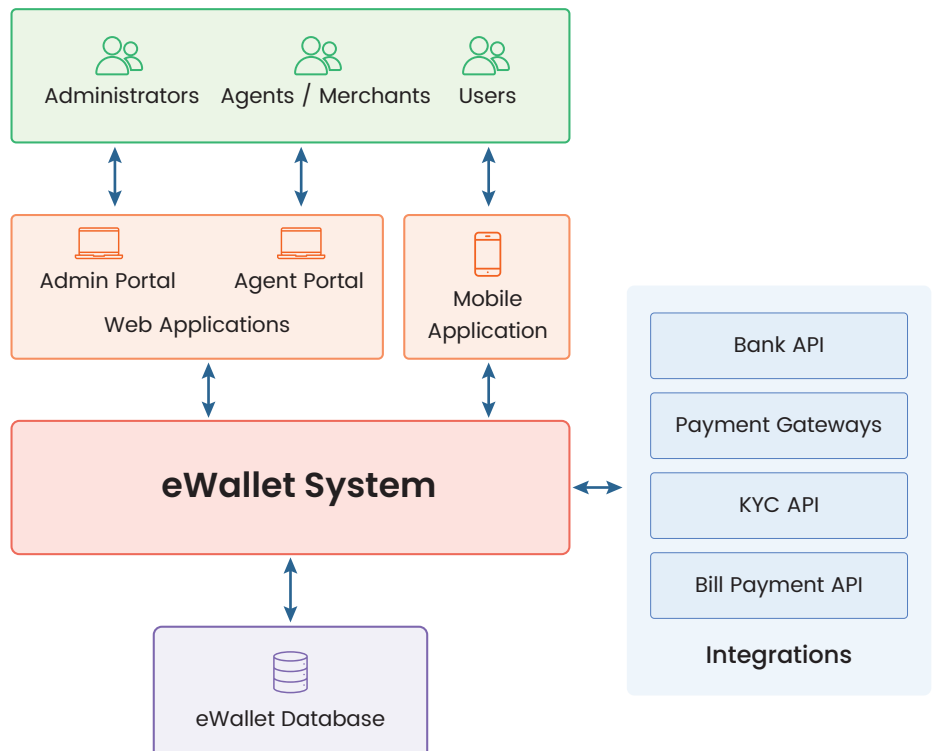 Administrators Agents / Merchants Users
Admin Portal Agent Portal
Web Applications
Mobile
Application
eWallet System
eWallet Database
Bank API
Payment Gateways
KYC API
Bill Payment API
Integrations